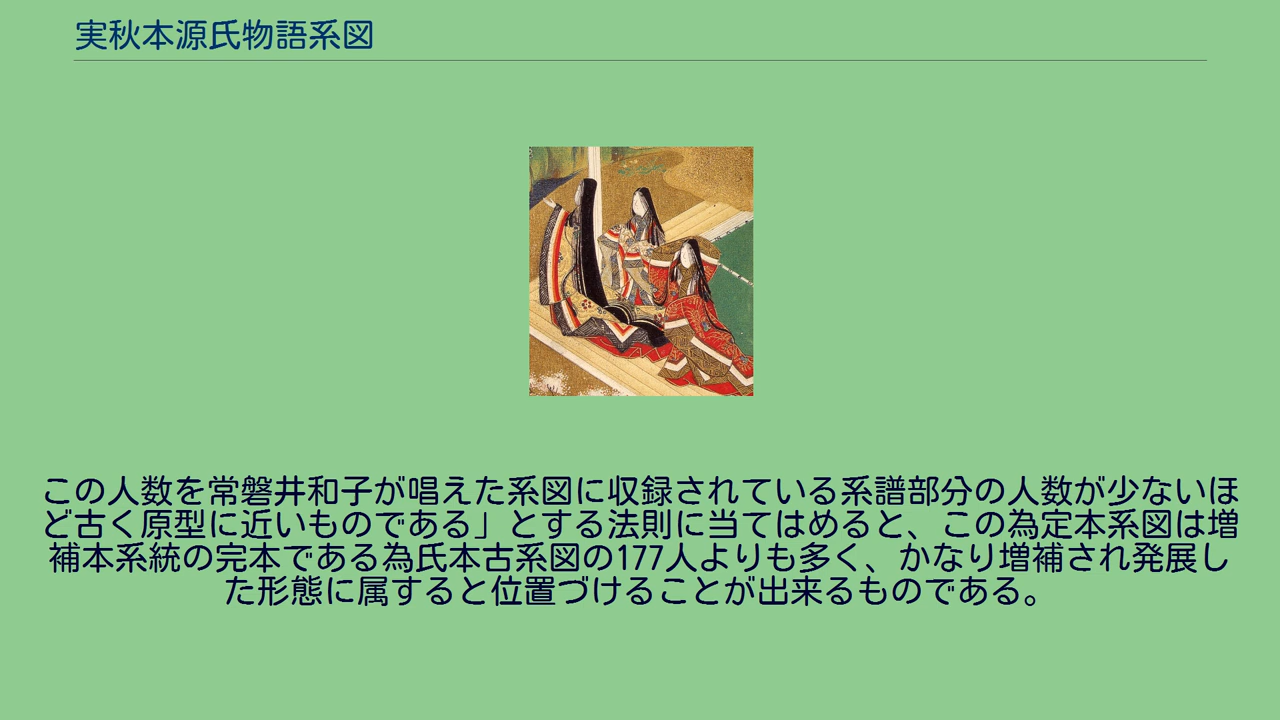 実秋本源氏物語系図
この人数を常磐井和子が唱えた系図に収録されている系譜部分の人数が少ないほ
ど古く原型に近いものである」とする法則に当てはめると、この為定本系図は増
補本系統の完本である為氏本古系図の177人よりも多く、かなり増補され発展し
た形態に属すると位置づけることが出来るものである。